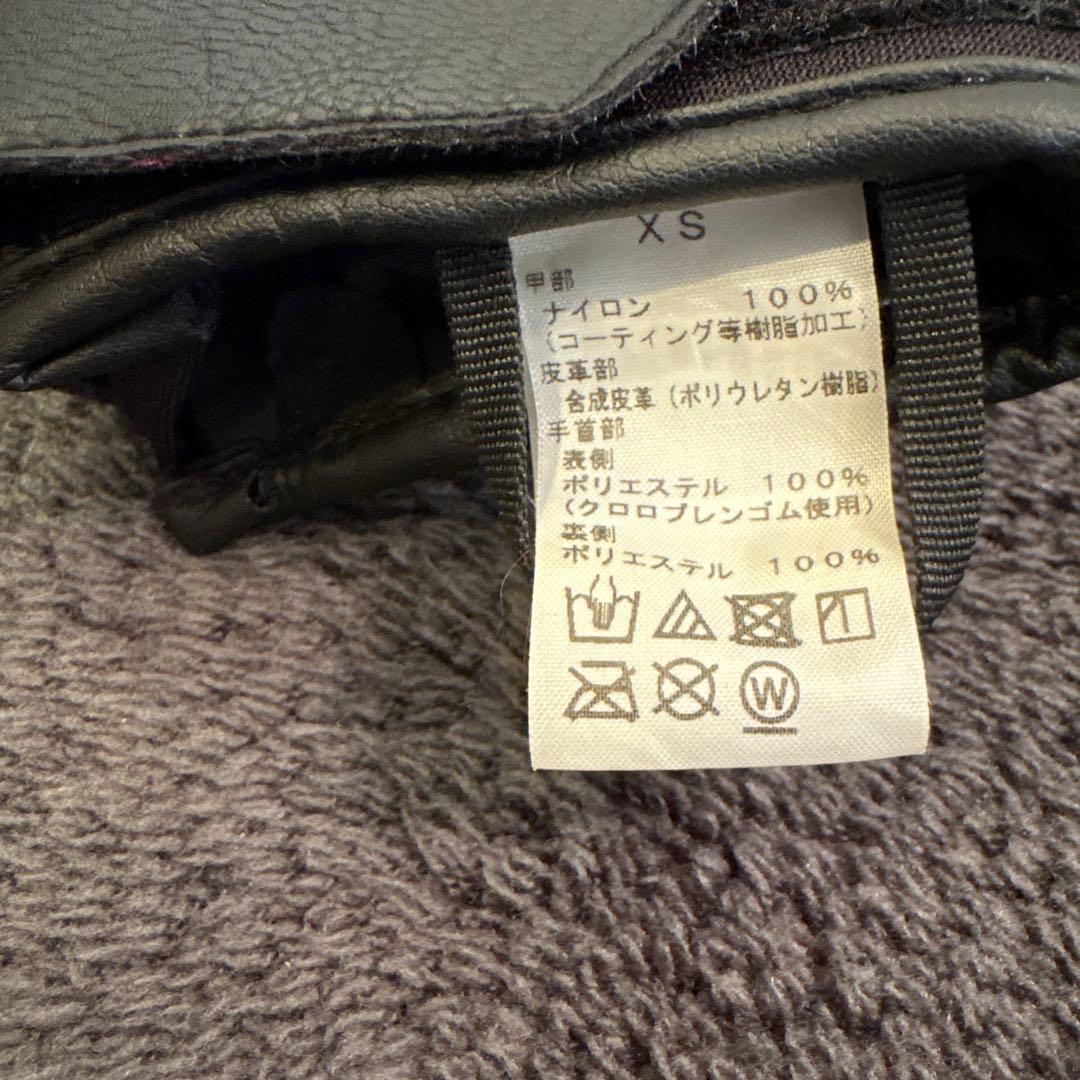 XS
甲部
ナイロン 100%
(コーティング等樹脂加工)
皮革部
合成皮革(ポリウレタン樹脂)
手首部
表側
ポリエステル 100%
(クロロプレンゴム使用)
裏側
ポリエステル 100%
W